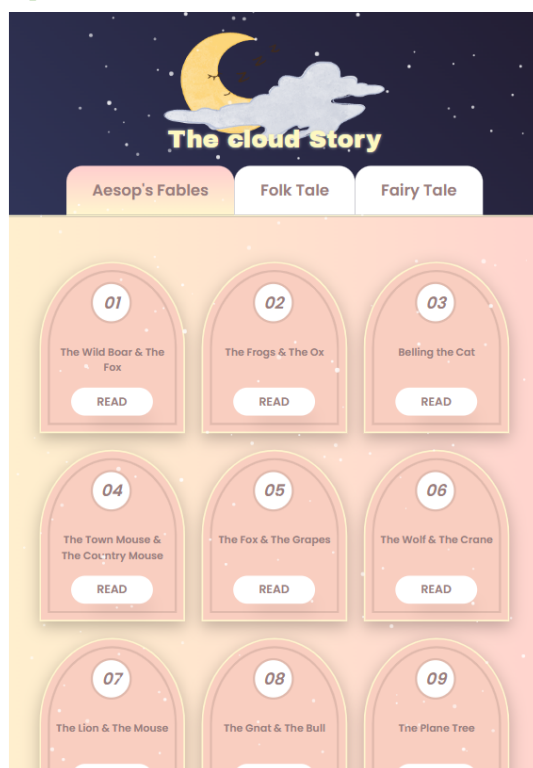 The cloud Story
Aesop's Fables Folk Tale Fairy Tale
01 02 03
The Wild Boar & The
Fox
The Frogs & The Ox
Belling the Cat
READ READ READ
04 05 06
The Town Mouse &
The Country Mouse
The Fox & The Grapes
The Wolf & The Crane
READ READ READ
07 08 09
The Lion & The Mouse
The Gnat & The Bull
Tne Plane Tree